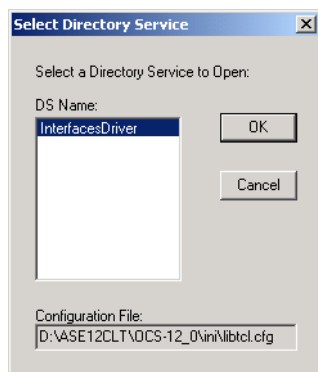 Select Directory Service
Select a Directory Service to Open:
DS Name:
InterfacesDriver
OK
Cancel
Configuration File:
D:\ASE12CLT\OCS-12_0\ini\libtcl.cfg